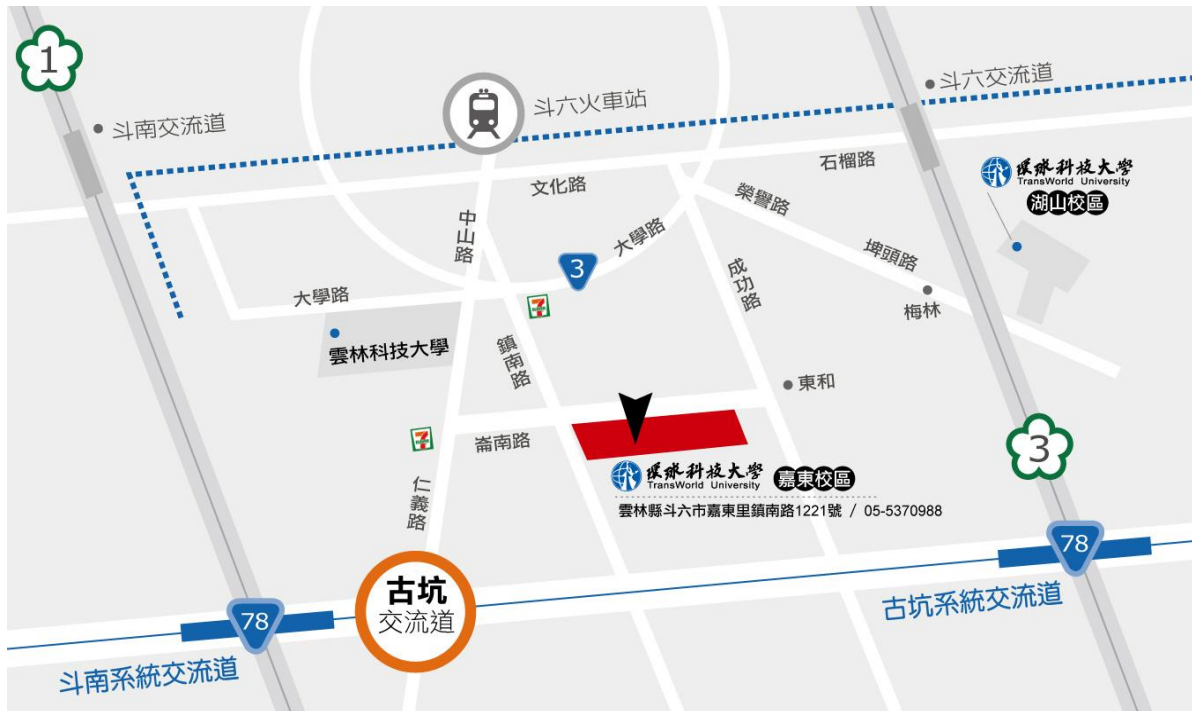 1
斗南交流道
斗六火車站
斗六交流道
石榴路
環球科技大學
TransWorld University
湖山校區
文化路
榮譽路
中山路
大學路
3
埤頭路
成功路
梅林
大學路
7
ELEVEn
雲林科技大學
鎮南路
東和
7
ELEVEn
崙南路
3
環球科技大學
TransWorld University
嘉東校區
雲林縣斗六市嘉東里鎮南路1221號 / 05-5370988
仁義路
78
古坑
交流道
古坑系統交流道
78
斗南系統交流道